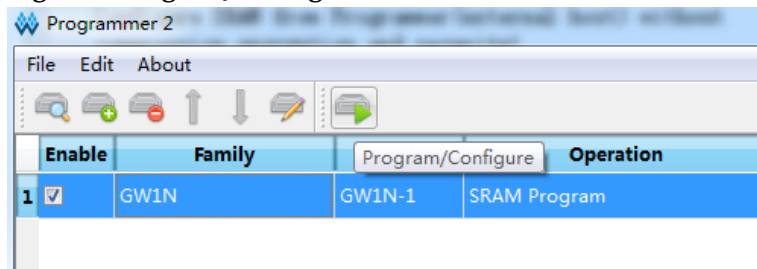 Programmer 2
File Edit About
Enable Family Program/Configure Operation
1 GW1N GW1N-1 SRAM Program